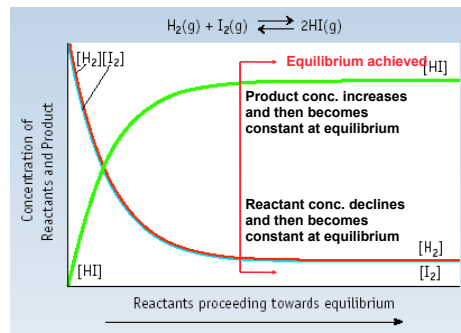 H₂(g) + I₂(g) ⇌ 2HI(g)
[H₂][I₂]
Equilibrium achieved
[HI]
Product conc. increases
and then becomes
constant at equilibrium
Concentration of
Reactants and Product
Reactant conc. declines
and then becomes
constant at equilibrium
[H₂]
[HI]
[I₂]
Reactants proceeding towards equilibrium